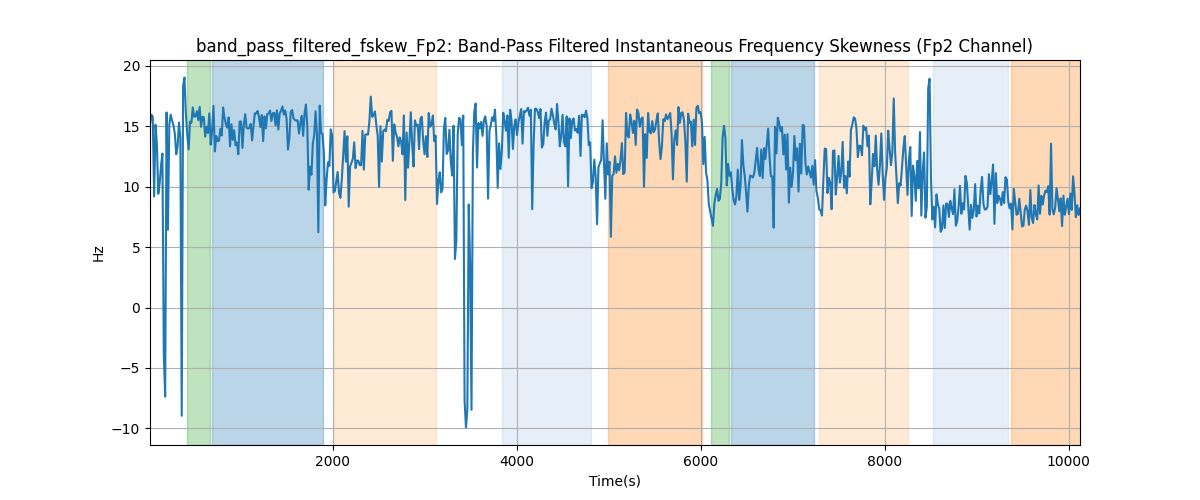 band_pass_filtered_fskew_Fp2: Band-Pass Filtered Instantaneous Frequency Skewness (Fp2 Channel)
20
15
10
5
0
−5
−10
Hz
2000 4000 6000 8000 10000
Time(s)